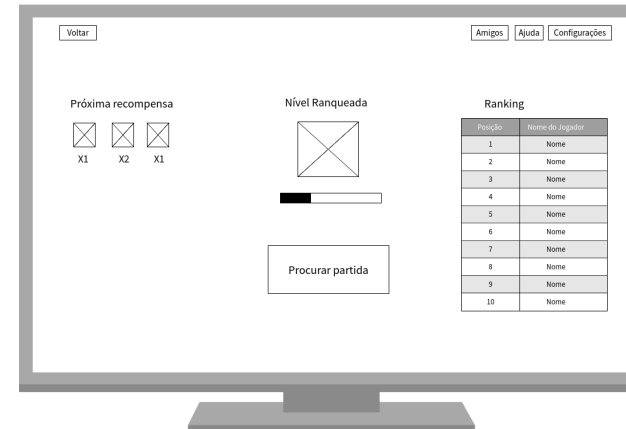 Voltar
Amigos
Ajuda
Configurações
Próxima recompensa
X1
X2
X1
Nível Ranqueada
Procurar partida
Ranking
Posição Nome do Jogador
1 Nome
2 Nome
3 Nome
4 Nome
5 Nome
6 Nome
7 Nome
8 Nome
9 Nome
10 Nome